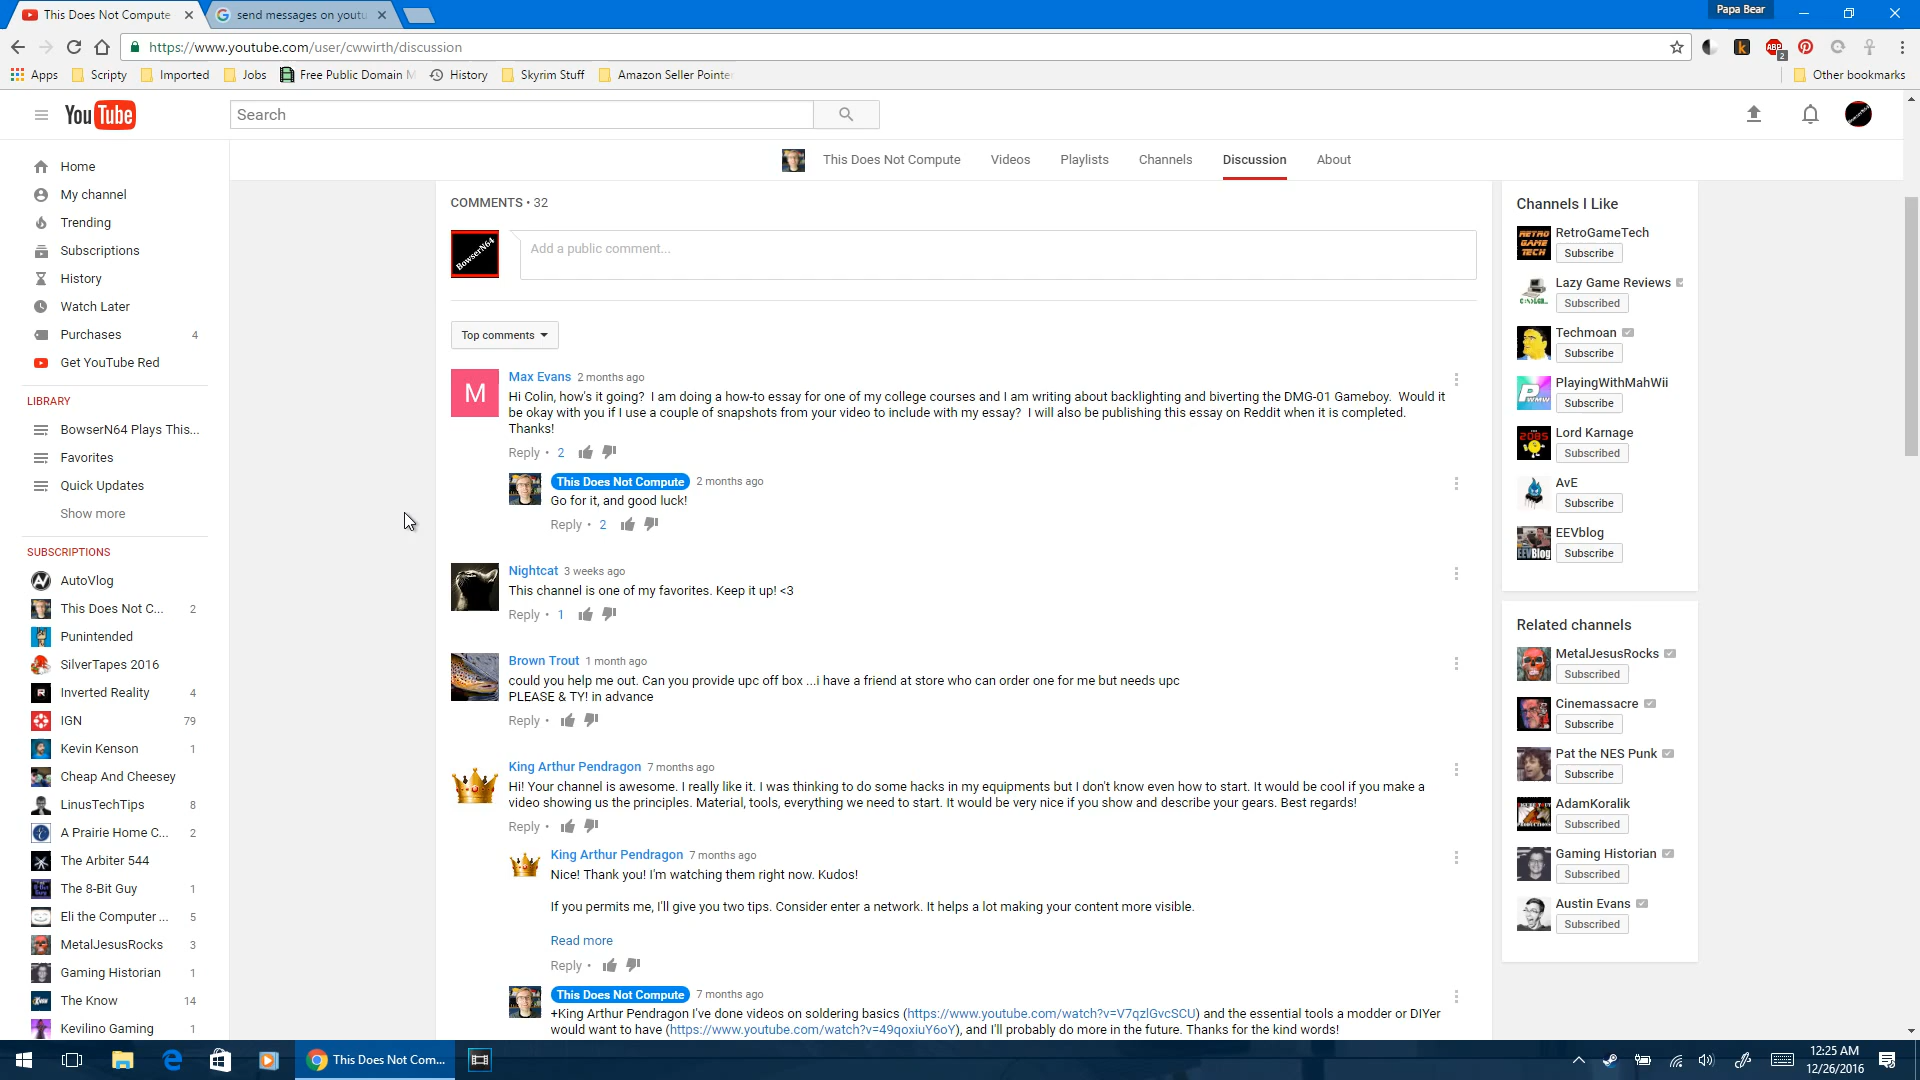 This Does Not Compute
send messages on youtu
Papa Bear
https://www.youtube.com/user/cwwirth/discussion
k
ABP
2
Apps
Scripty
Imported
Jobs
Free Public Domain M
History
Skyrim Stuff
Amazon Seller Pointe
Other bookmarks
YouTube
Search
This Does Not Compute
Videos
Playlists
Channels
Discussion
About
Home
My channel
Trending
Subscriptions
History
Watch Later
Purchases 4
Get YouTube Red
LIBRARY
BowserN64 Plays This...
Favorites
Quick Updates
Show more
SUBSCRIPTIONS
AutoVlog
This Does Not C... 2
Punintended
SilverTapes 2016
Inverted Reality 4
IGN 79
Kevin Kenson 1
Cheap And Cheesey
LinusTechTips 8
A Prairie Home C... 2
The Arbiter 544
The 8-Bit Guy 1
Eli the Computer ... 5
MetalJesusRocks 3
Gaming Historian 1
The Know 14
Kevilino Gaming 1
COMMENTS • 32
BowserN64
Add a public comment...
Top comments
M
Max Evans 2 months ago
Hi Colin, how's it going? I am doing a how-to essay for one of my college courses and I am writing about backlighting and biverting the DMG-01 Gameboy. Would it
be okay with you if I use a couple of snapshots from your video to include with my essay? I will also be publishing this essay on Reddit when it is completed.
Thanks!
Reply • 2
This Does Not Compute 2 months ago
Go for it, and good luck!
Reply • 2
Nightcat 3 weeks ago
This channel is one of my favorites. Keep it up! <3
Reply • 1
Brown Trout 1 month ago
could you help me out. Can you provide upc off box ...i have a friend at store who can order one for me but needs upc
PLEASE & TY! in advance
Reply •
King Arthur Pendragon 7 months ago
Hi! Your channel is awesome. I really like it. I was thinking to do some hacks in my equipments but I don't know even how to start. It would be cool if you make a
video showing us the principles. Material, tools, everything we need to start. It would be very nice if you show and describe your gears. Best regards!
Reply •
King Arthur Pendragon 7 months ago
Nice! Thank you! I'm watching them right now. Kudos!
If you permits me, I'll give you two tips. Consider enter a network. It helps a lot making your content more visible.
Read more
Reply •
This Does Not Compute 7 months ago
+King Arthur Pendragon I've done videos on soldering basics (https://www.youtube.com/watch?v=V7qzlGvcSCU) and the essential tools a modder or DIYer
would want to have (https://www.youtube.com/watch?v=49qoxiuY6oY), and I'll probably do more in the future. Thanks for the kind words!
Channels I Like
RETRO
GAME
TECH
RetroGameTech
Subscribe
Lazy Game Reviews
Subscribed
Techmoan
Subscribe
PWMW
PlayingWithMahWii
Subscribe
2085
Lord Karnage
Subscribed
AvE
Subscribe
EEVBlog
EEVblog
Subscribe
Related channels
MetalJesusRocks
Subscribed
Cinemassacre
Subscribe
Pat the NES Punk
Subscribe
AdamKoralik
Subscribed
Gaming Historian
Subscribed
Austin Evans
Subscribed
This Does Not Com...
12:25 AM
12/26/2016